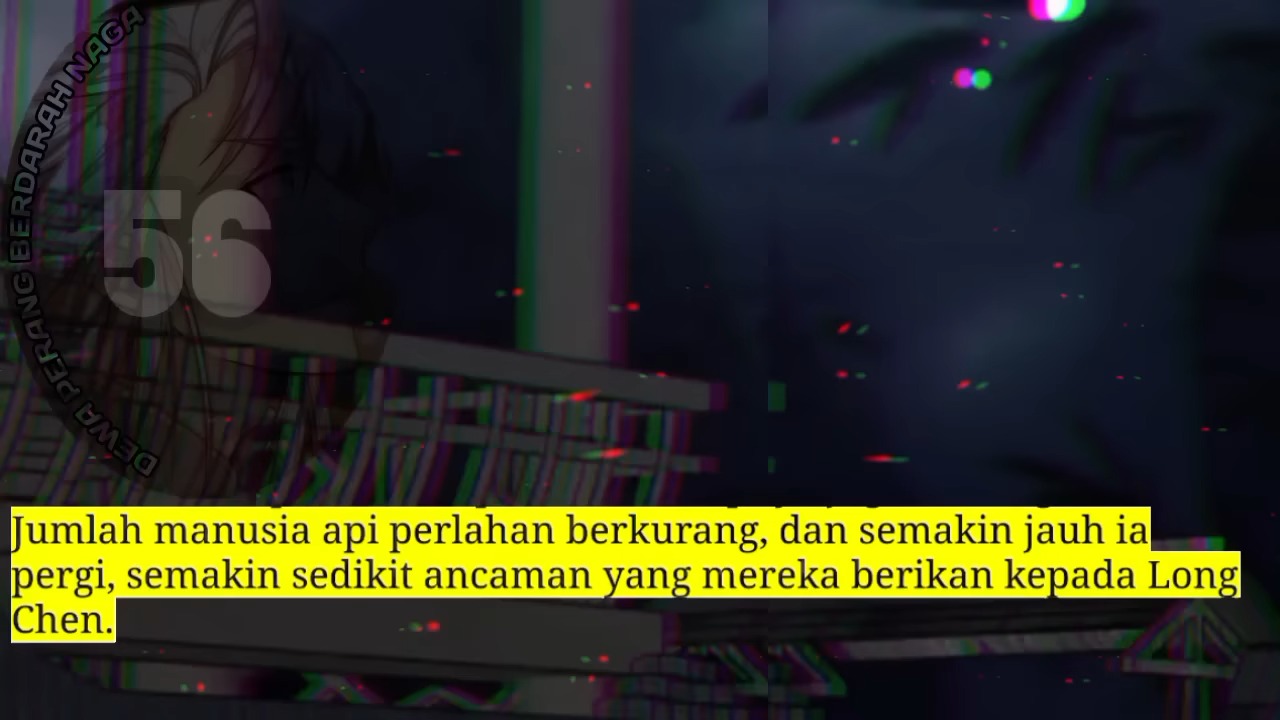 DEWA PERANG BERDARAH NAGA
56
Jumlah manusia api perlahan berkurang, dan semakin jauh ia
pergi, semakin sedikit ancaman yang mereka berikan kepada Long
Chen.